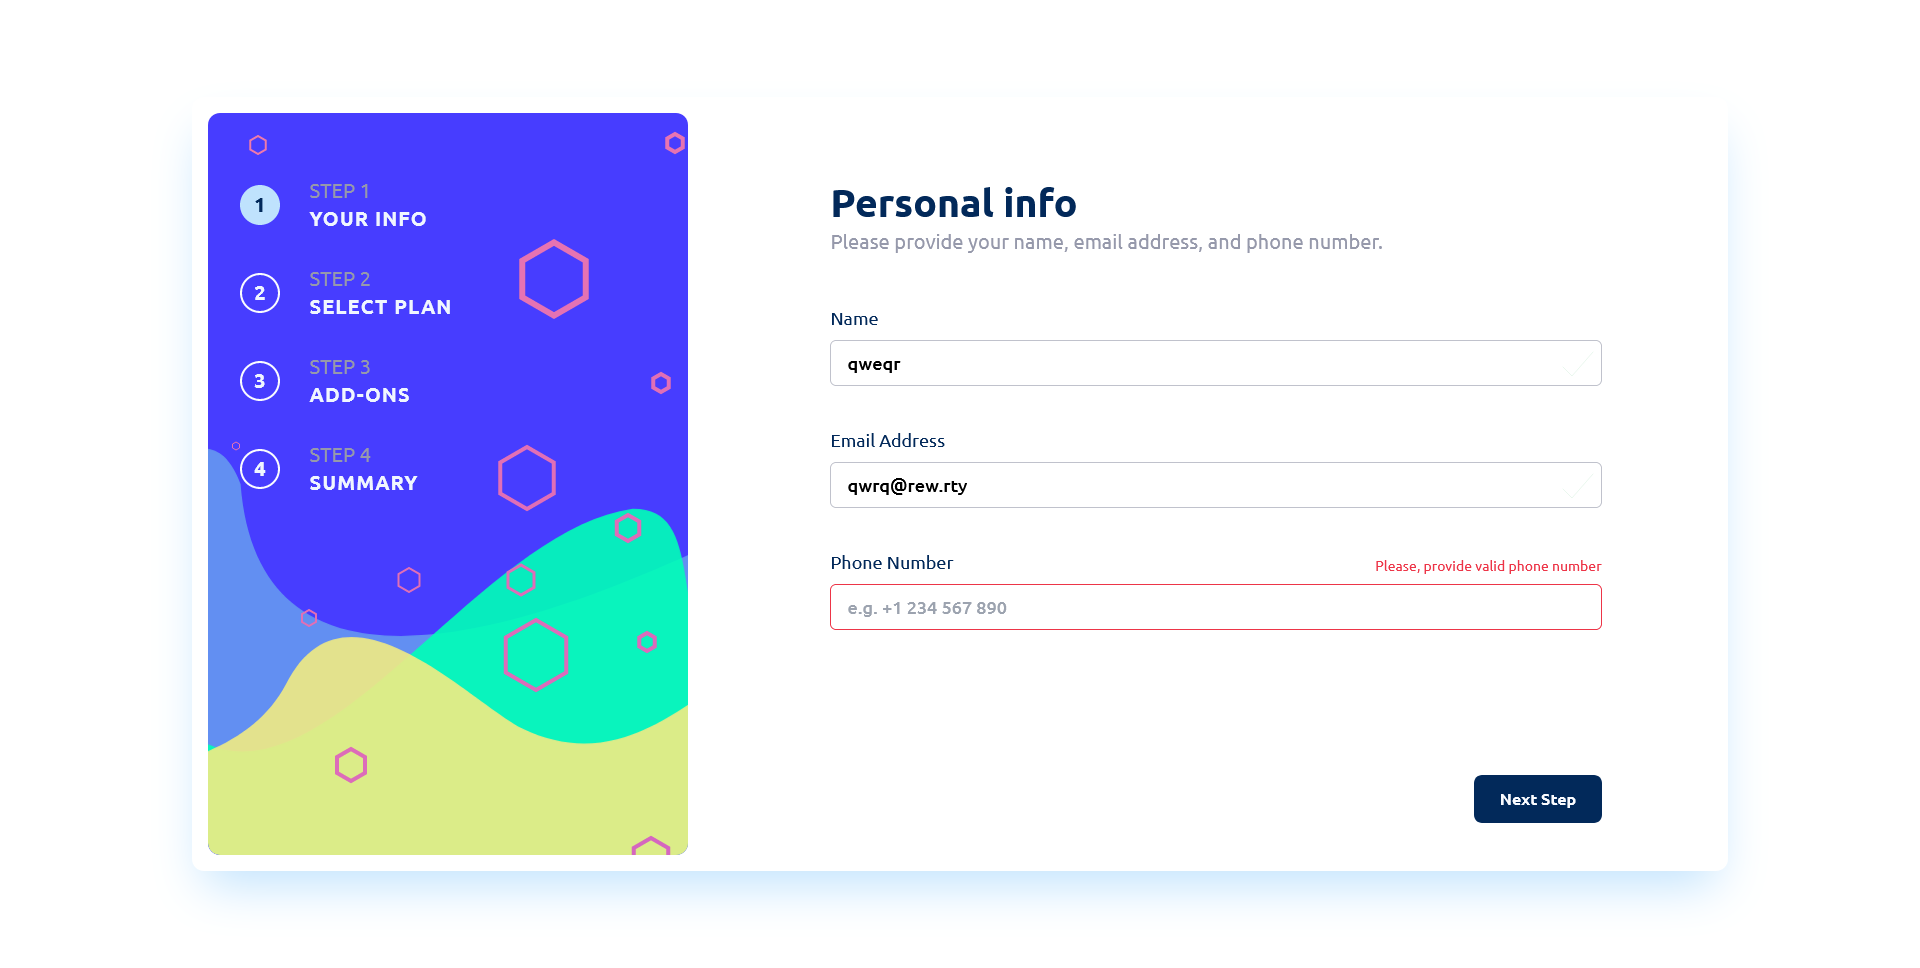 1
STEP 1
YOUR INFO
2
STEP 2
SELECT PLAN
3
STEP 3
ADD-ONS
4
STEP 4
SUMMARY
Personal info
Please provide your name, email address, and phone number.
Name
qweqr
Email Address
qwrq@rew.rty
Phone Number
Please, provide valid phone number
e.g. +1 234 567 890
Next Step